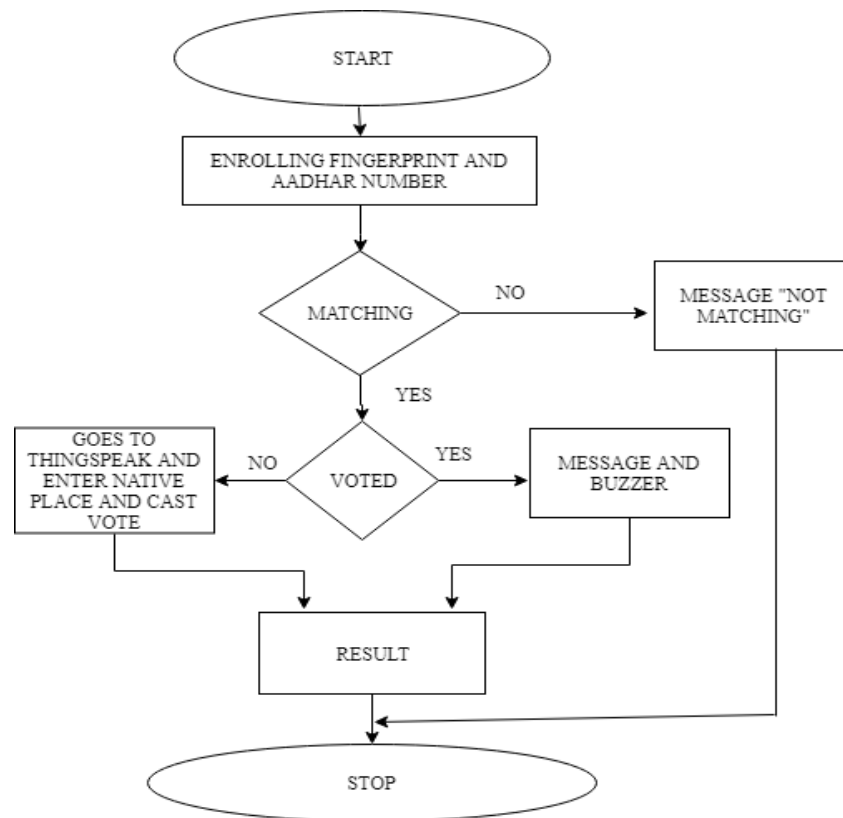 START
ENROLLING FINGERPRINT AND
AADHAR NUMBER
MATCHING
NO
MESSAGE "NOT
MATCHING"
YES
GOES TO
THINGSPEAK AND
ENTER NATIVE
PLACE AND CAST
VOTE
NO
VOTED
YES
MESSAGE AND
BUZZER
RESULT
STOP